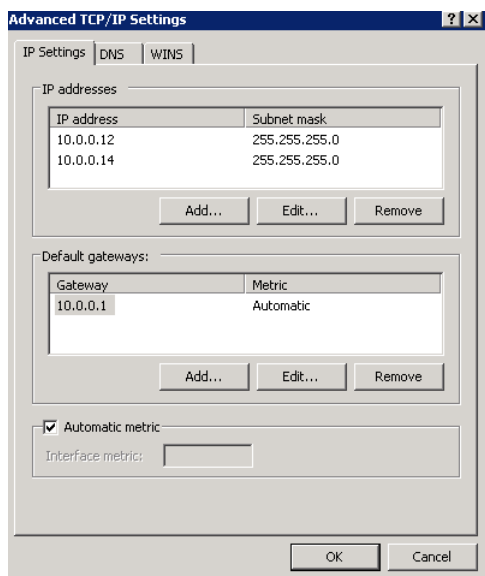 Advanced TCP/IP Settings
IP Settings DNS WINS
IP addresses
IP address Subnet mask
10.0.0.12 255.255.255.0
10.0.0.14 255.255.255.0
Add... Edit... Remove
Default gateways:
Gateway Metric
10.0.0.1 Automatic
Add... Edit... Remove
Automatic metric
Interface metric:
OK Cancel